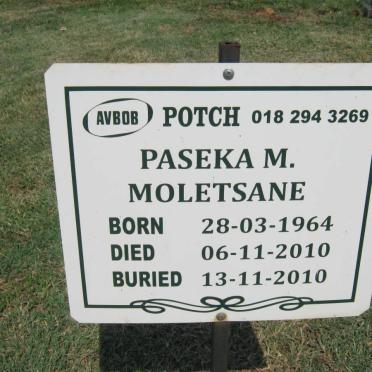 AVBOB POTCH 018 294 3269
PASEKA M.
MOLETSANE
BORN 28-03-1964
DIED 06-11-2010
BURIED 13-11-2010